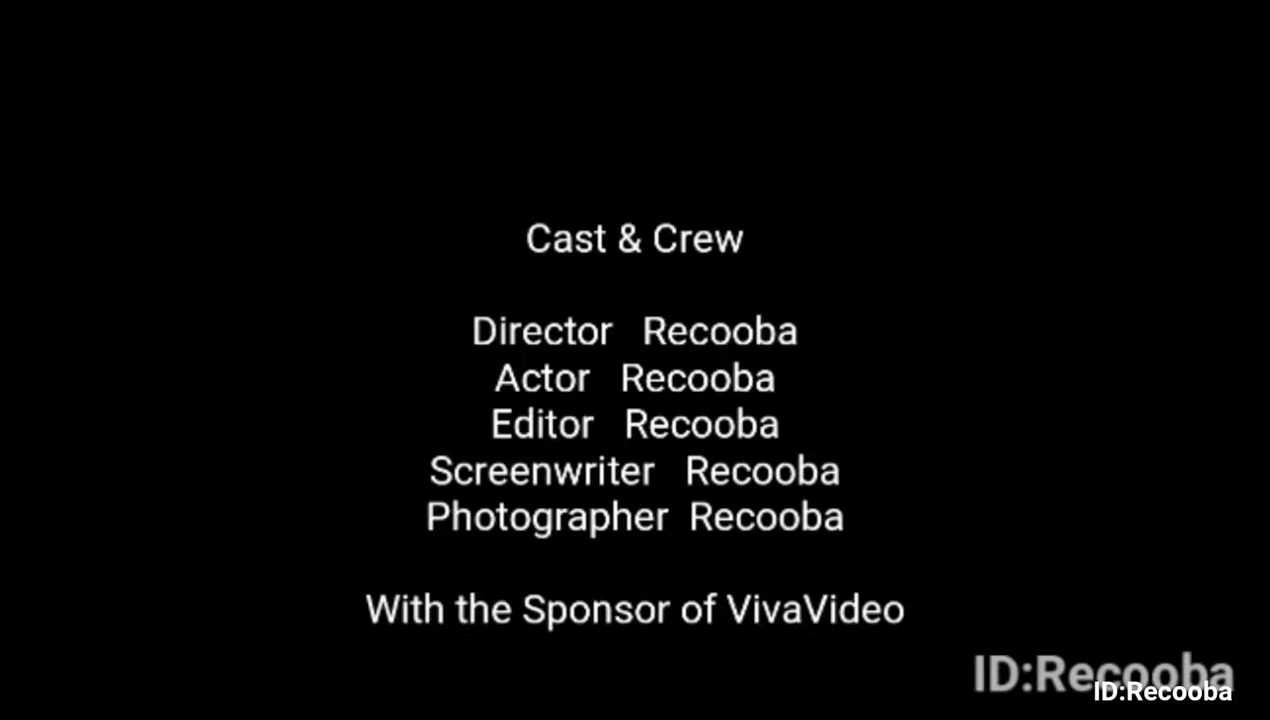 Cast & Crew
Director Recooba
Actor Recooba
Editor Recooba
Screenwriter Recooba
Photographer Recooba
With the Sponsor of VivaVideo
ID:Recooba
ID:Recooba